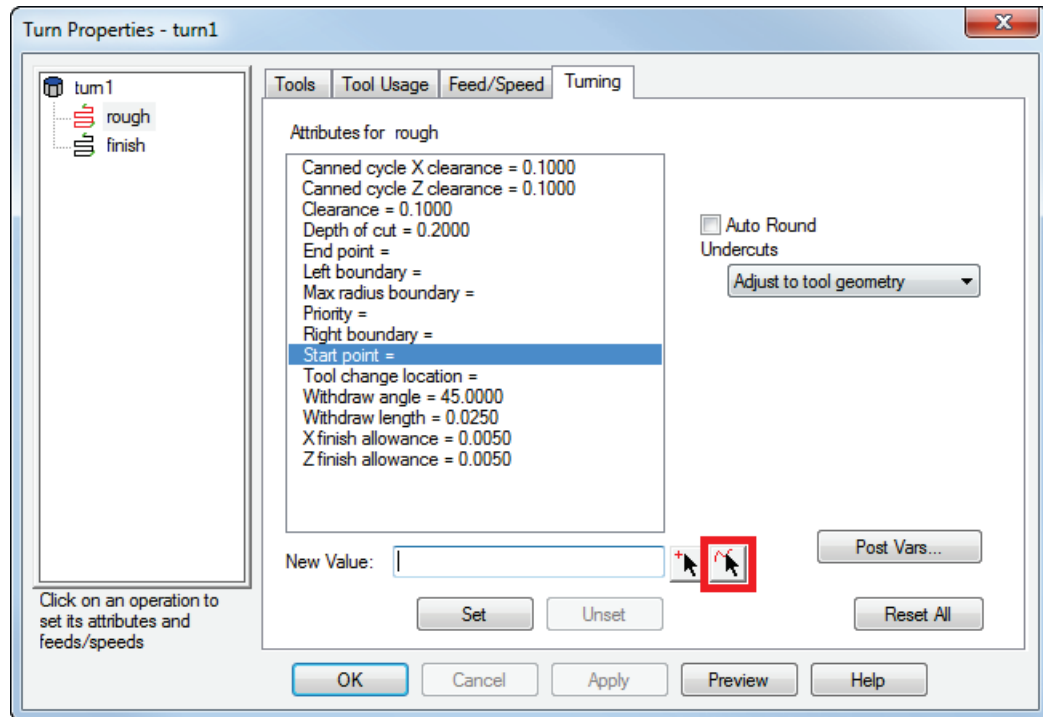 Turn Properties - turn1
turn1
rough
finish
Click on an operation to
set its attributes and
feeds/speeds
Tools Tool Usage Feed/Speed Turning
Attributes for rough
Canned cycle X clearance = 0.1000
Canned cycle Z clearance = 0.1000
Clearance = 0.1000
Depth of cut = 0.2000
End point =
Left boundary =
Max radius boundary =
Priority =
Right boundary =
Start point =
Tool change location =
Withdraw angle = 45.0000
Withdraw length = 0.0250
X finish allowance = 0.0050
Z finish allowance = 0.0050
Auto Round
Undercuts
Adjust to tool geometry
New Value:
Post Vars...
Set Unset Reset All
OK Cancel Apply Preview Help